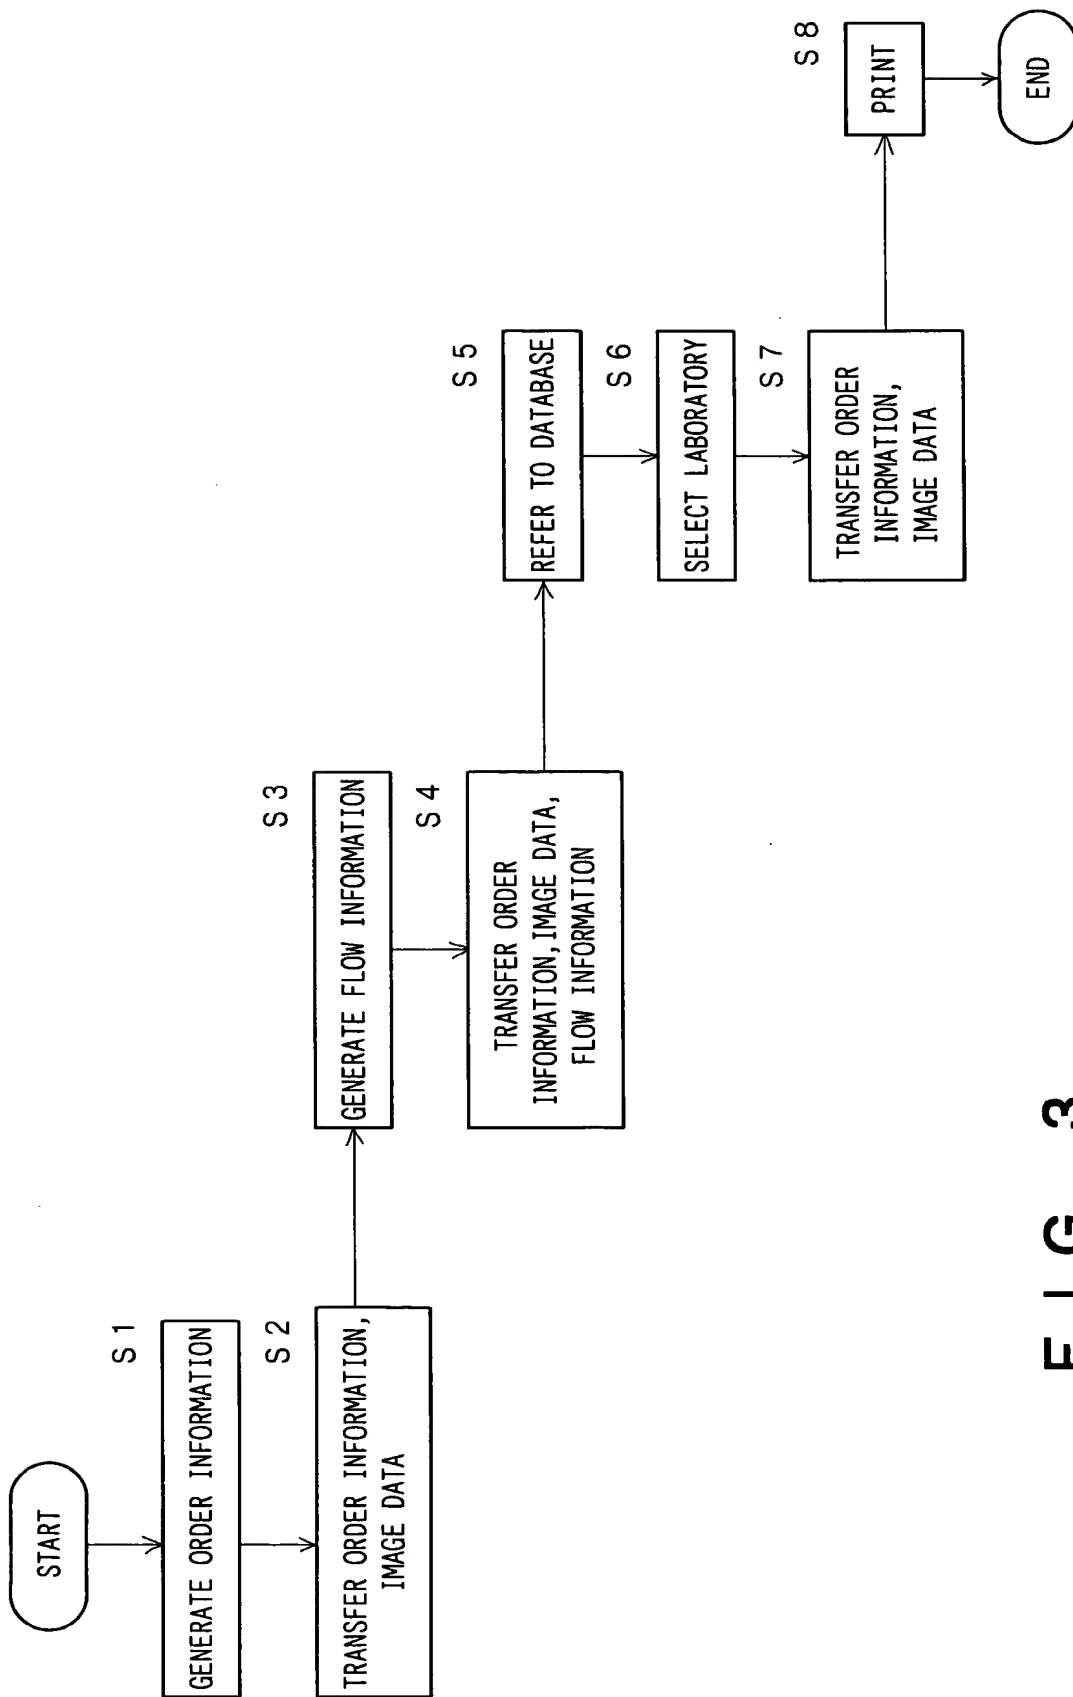 START
S 1
GENERATE ORDER INFORMATION
S 2
TRANSFER ORDER INFORMATION,
IMAGE DATA
S 3
GENERATE FLOW INFORMATION
S 4
TRANSFER ORDER
INFORMATION, IMAGE DATA,
FLOW INFORMATION
S 5
REFER TO DATABASE
S 6
SELECT LABORATORY
S 7
TRANSFER ORDER
INFORMATION,
IMAGE DATA
S 8
PRINT
END
F I G. 3